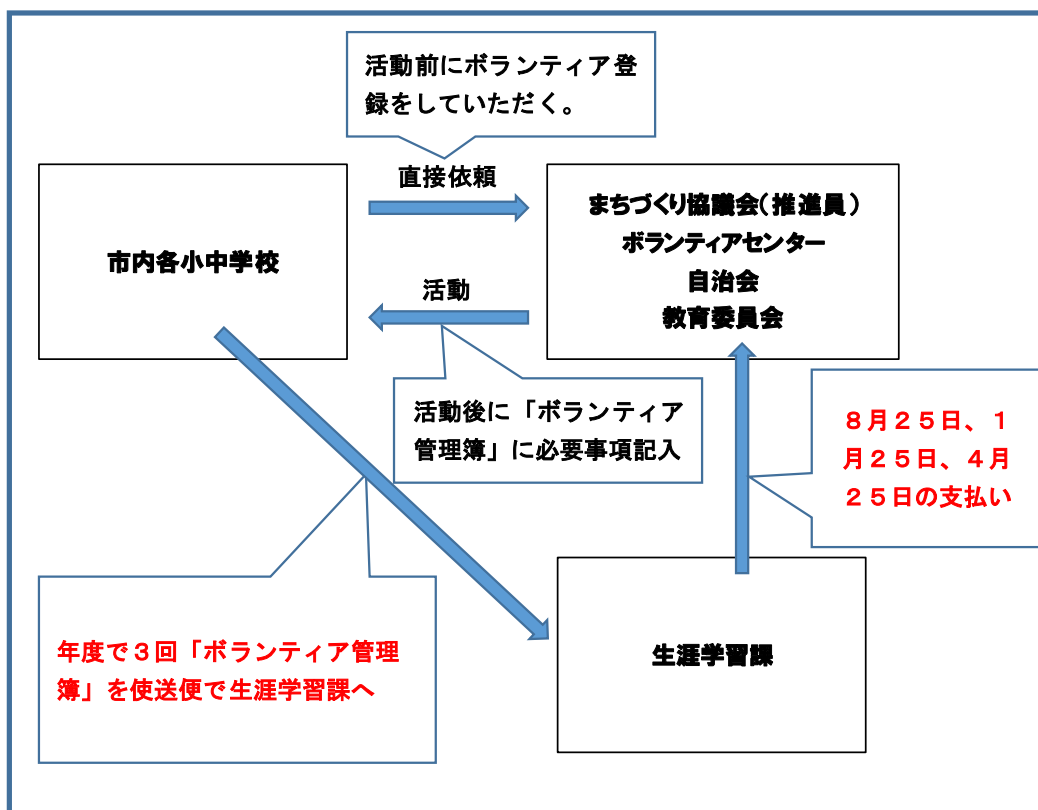 活動前にボランティア登
録をしていただく。
直接依頼
市内各小中学校
まちづくり協議会（推進員）
ボランティアセンター
自治会
教育委員会
活動
活動後に「ボランティア
管理簿」に必要事項記入
８月２５日、１
月２５日、４月
２５日の支払い
年度で３回「ボランティア管理
簿」を使送便で生涯学習課へ
生涯学習課